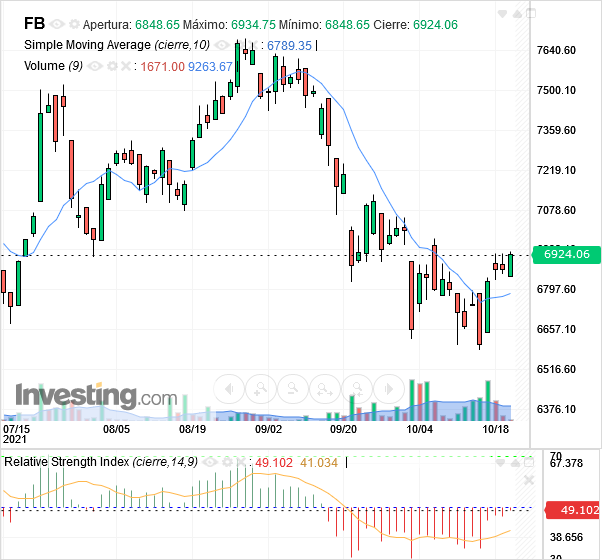 FB Apertura: 6848.65 Máximo: 6934.75 Mínimo: 6848.65 Cierre: 6924.06
Simple Moving Average (cierre,10) : 6789.35
Volume (9) : 1671.00 9263.67
7640.60
7500.10
7359.60
7219.10
7078.60
6924.06
6797.60
6657.10
6516.60
6376.10
Investing.com
07/15 08/05 08/19 09/02 09/20 10/04 10/18
2021
Relative Strength Index (cierre,14,9) : 49.102 41.034
70
67.378
49.102
38.656
30